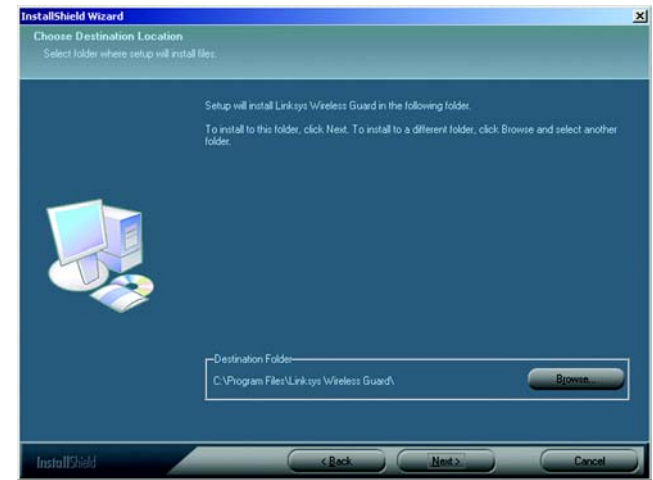 InstallShield Wizard
Choose Destination Location
Select folder where setup will install files.
Setup will install Linksys Wireless Guard in the following folder.
To install to this folder, click Next. To install to a different folder, click Browse and select another
folder.
Destination Folder
C:\Program Files\Linksys Wireless Guard\
Browse...
InstallShield
< Back
Next >
Cancel